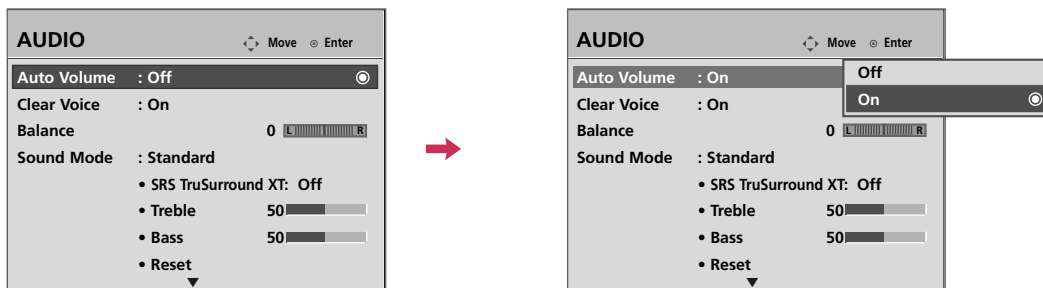 AUDIO Move Enter
Auto Volume : Off
Clear Voice : On
Balance 0 L R
Sound Mode : Standard
• SRS TruSurround XT: Off
• Treble 50
• Bass 50
• Reset
AUDIO Move Enter
Auto Volume : On
Off
On
Clear Voice : On
Balance 0 L R
Sound Mode : Standard
• SRS TruSurround XT: Off
• Treble 50
• Bass 50
• Reset